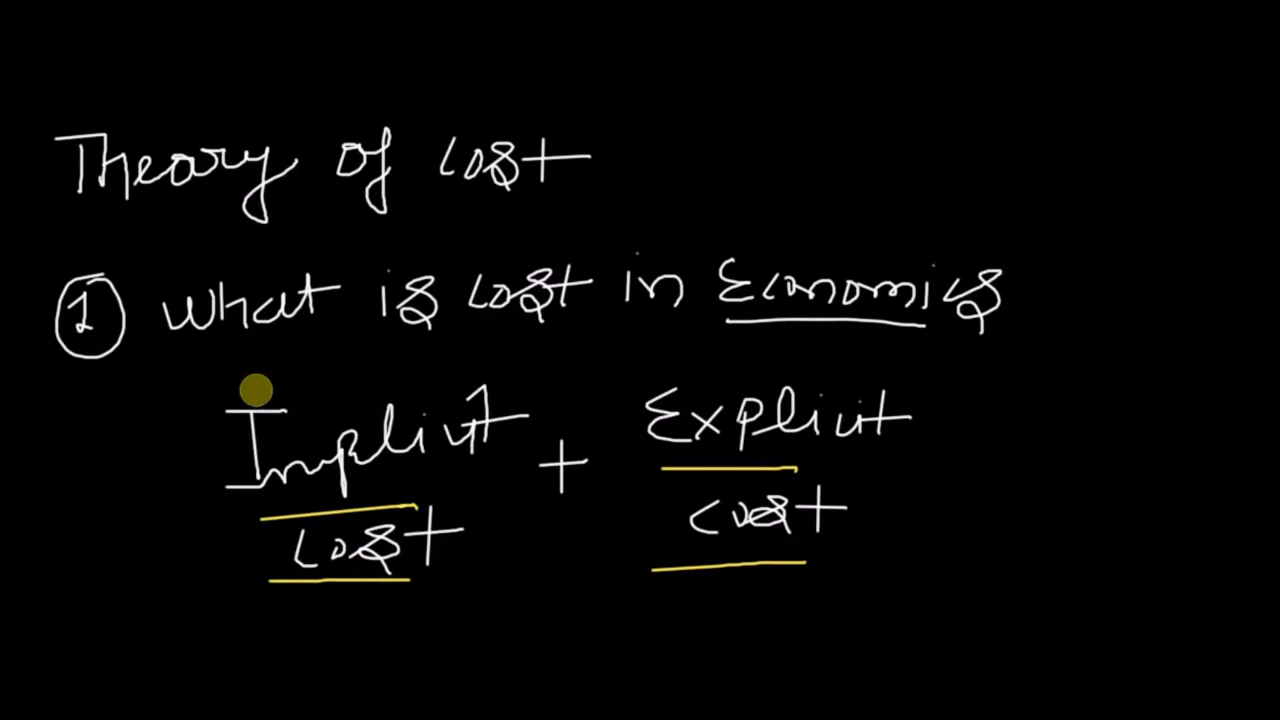 Theory of cost
1 what is cost in Economics
Implicit + Explicit
cost cost